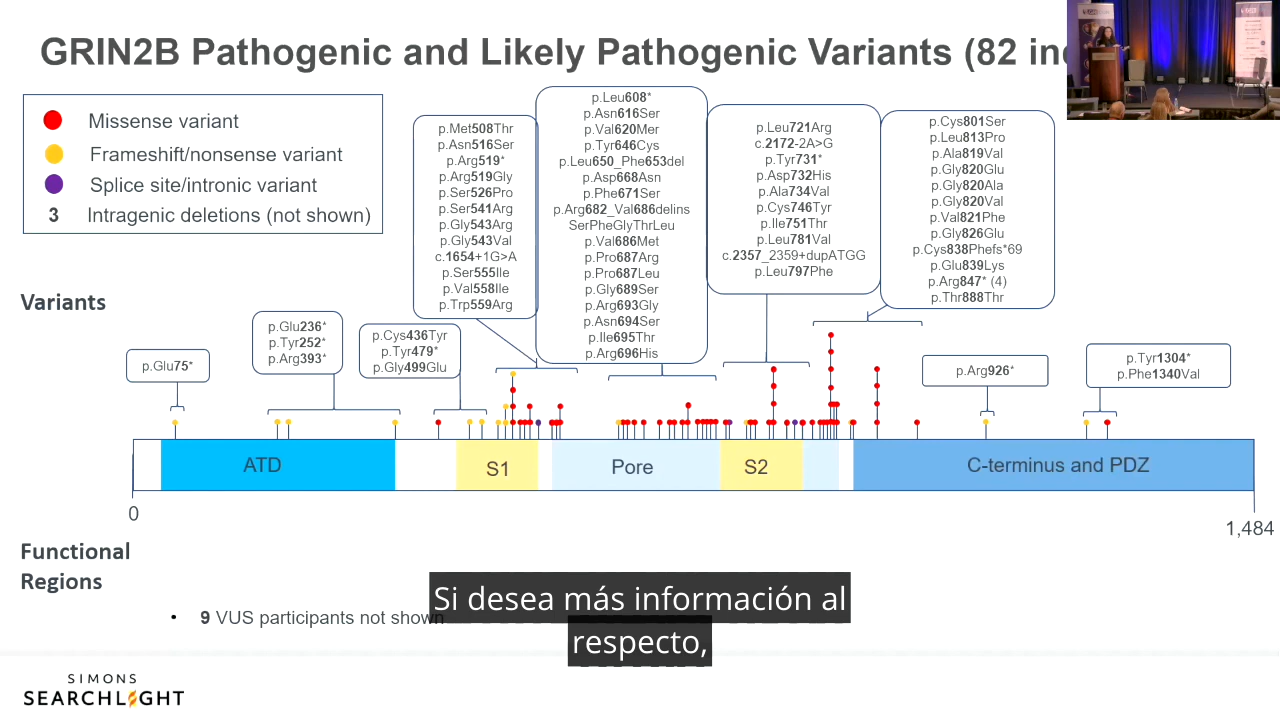 GRIN2B Pathogenic and Likely Pathogenic Variants (82 in
Missense variant
Frameshift/nonsense variant
Splice site/intronic variant
3 Intragenic deletions (not shown)
Variants
p.Glu75*
p.Glu236*
p.Tyr252*
p.Arg393*
p.Cys436Tyr
p.Tyr479*
p.Gly499Glu
p.Met508Thr
p.Asn516Ser
p.Arg519*
p.Arg519Gly
p.Ser526Pro
p.Ser541Arg
p.Gly543Arg
p.Gly543Val
c.1654+1G>A
p.Ser555Ile
p.Val558Ile
p.Trp559Arg
p.Leu608*
p.Asn616Ser
p.Val620Mer
p.Tyr646Cys
p.Leu650_Phe653del
p.Asp668Asn
p.Phe671Ser
p.Arg682_Val686delins
SerPheGlyThrLeu
p.Val686Met
p.Pro687Arg
p.Pro687Leu
p.Gly689Ser
p.Arg693Gly
p.Asn694Ser
p.Ile695Thr
p.Arg696His
p.Leu721Arg
c.2172-2A>G
p.Tyr731*
p.Asp732His
p.Ala734Val
p.Cys746Tyr
p.Ile751Thr
p.Leu781Val
c.2357_2359+dupATGG
p.Leu797Phe
p.Cys801Ser
p.Leu813Pro
p.Ala819Val
p.Gly820Glu
p.Gly820Ala
p.Gly820Val
p.Val821Phe
p.Gly826Glu
p.Cys838Phefs*69
p.Glu839Lys
p.Arg847* (4)
p.Thr888Thr
p.Arg926*
p.Tyr1304*
p.Phe1340Val
ATD
S1
Pore
S2
C-terminus and PDZ
0
1,484
Functional
Regions
• 9 VUS participants not shown
Si desea más información al
respecto,
SIMONS
SEARCHLIGHT